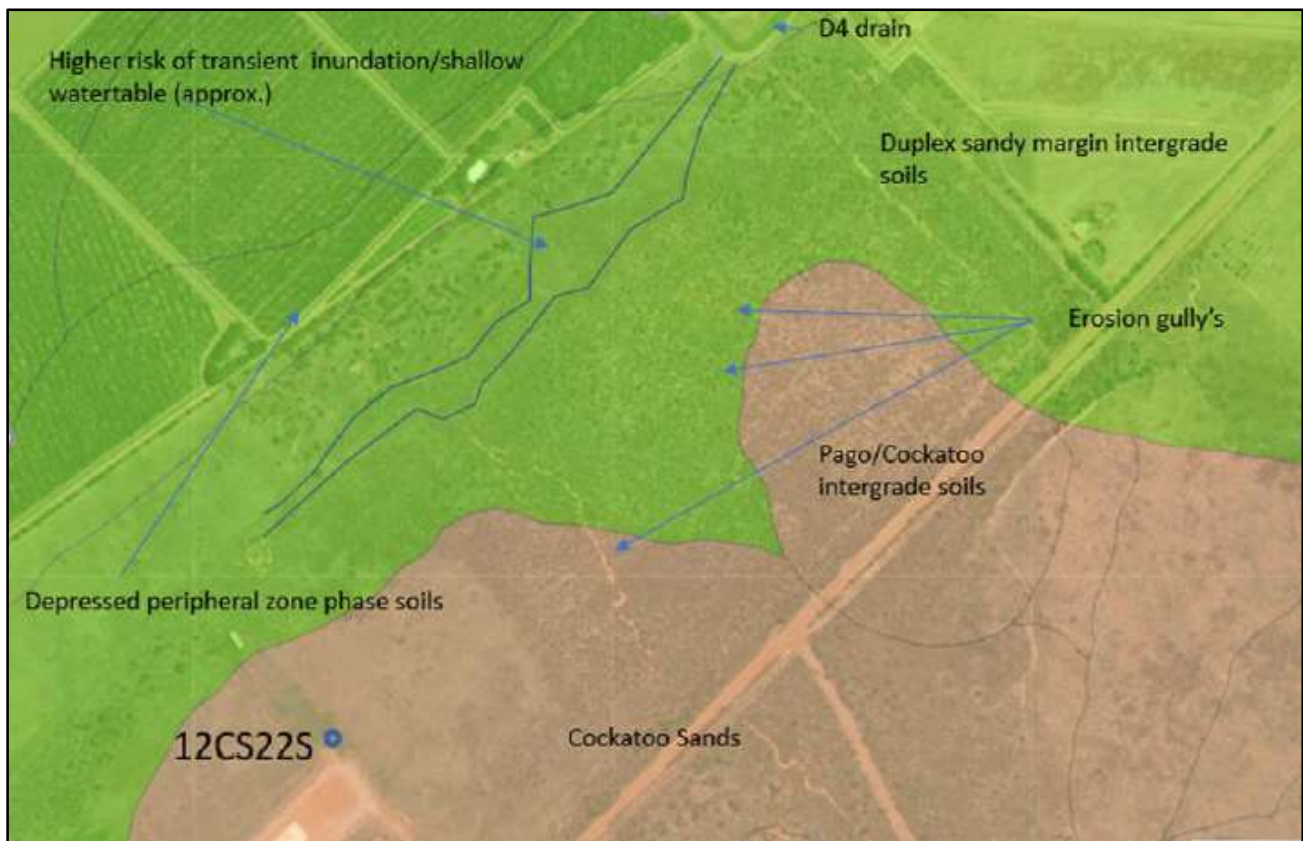 D4 drain
Higher risk of transient inundation/shallow
watertable (approx.)
Duplex sandy margin intergrade
soils
Erosion gully's
Pago/Cockatoo
intergrade soils
Depressed peripheral zone phase soils
12CS22S
Cockatoo Sands